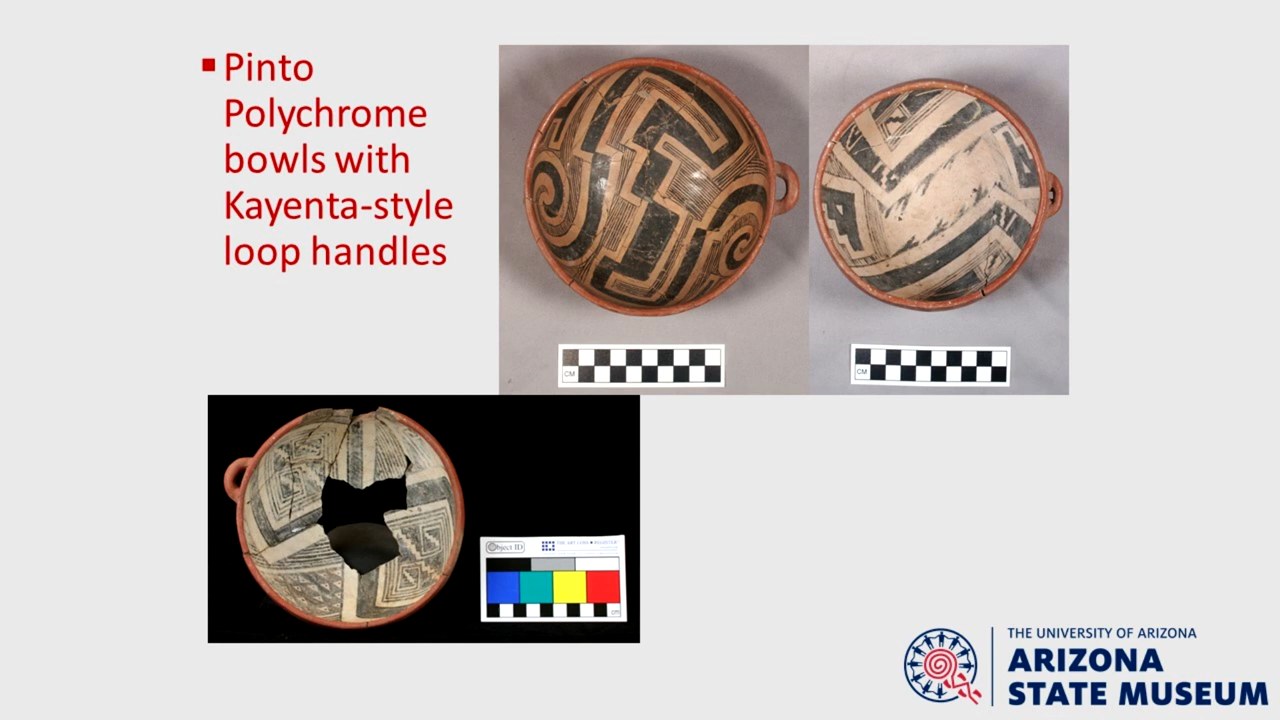 ▪ Pinto
Polychrome
bowls with
Kayenta-style
loop handles
CM
CM
Object ID
cm
THE UNIVERSITY OF ARIZONA
ARIZONA
STATE MUSEUM